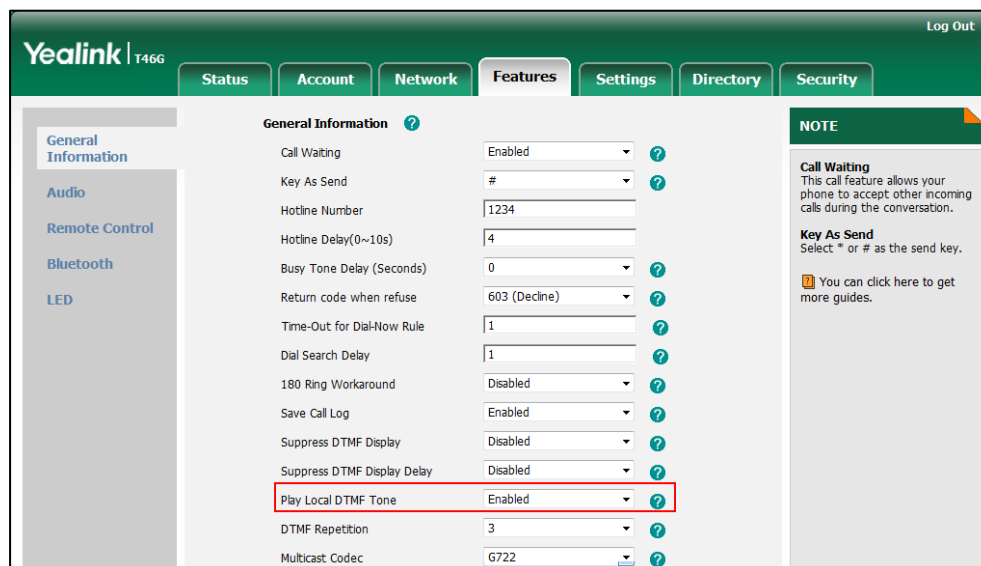 Log Out
Yealink | T46G
Status Account Network Features Settings Directory Security
General
Information
Audio
Remote Control
Bluetooth
LED
General Information ?
Call Waiting Enabled ?
Key As Send # ?
Hotline Number 1234
Hotline Delay(0~10s) 4
Busy Tone Delay (Seconds) 0 ?
Return code when refuse 603 (Decline) ?
Time-Out for Dial-Now Rule 1 ?
Dial Search Delay 1 ?
180 Ring Workaround Disabled ?
Save Call Log Enabled ?
Suppress DTMF Display Disabled ?
Suppress DTMF Display Delay Disabled ?
Play Local DTMF Tone Enabled ?
DTMF Repetition 3 ?
Multicast Codec G722 ?
NOTE
Call Waiting
This call feature allows your
phone to accept other incoming
calls during the conversation.
Key As Send
Select * or # as the send key.
? You can click here to get
more guides.